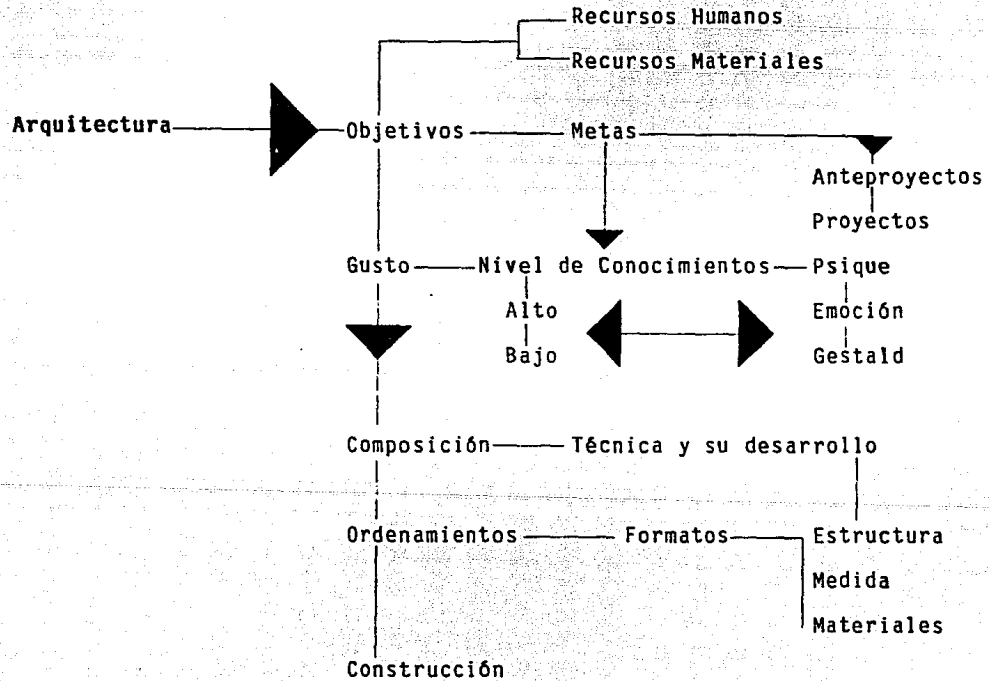 Recursos Humanos
Recursos Materiales
Arquitectura Objetivos Metas
Anteproyectos
Proyectos
Gusto Nivel de Conocimientos Psique
Alto Emoción
Bajo Gestald
Composición Técnica y su desarrollo
Ordenamientos Formatos Estructura
Medida
Materiales
Construcción